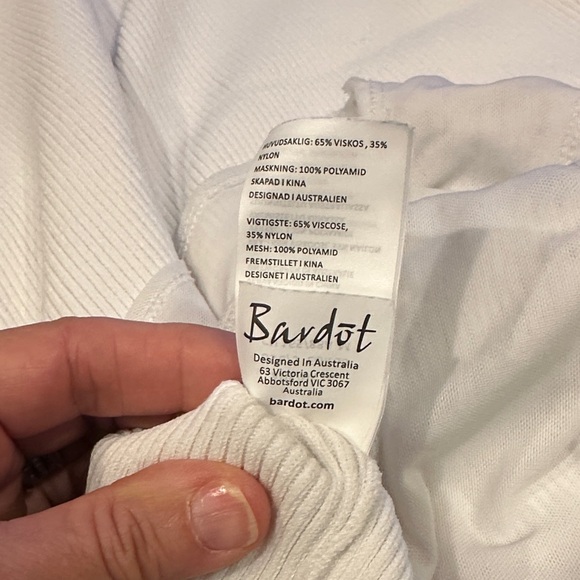 HUVUDSAKLIG: 65% VISKOS, 35%
NYLON
MASKNING: 100% POLYAMID
SKAPAD I KINA
DESIGNAD I AUSTRALIEN
VIGTIGSTE: 65% VISCOSE,
35% NYLON
MESH: 100% POLYAMID
FREMSTILLET I KINA
DESIGNET I AUSTRALIEN
Bardōt
Designed In Australia
63 Victoria Crescent
Abbotsford VIC 3067
Australia
bardot.com